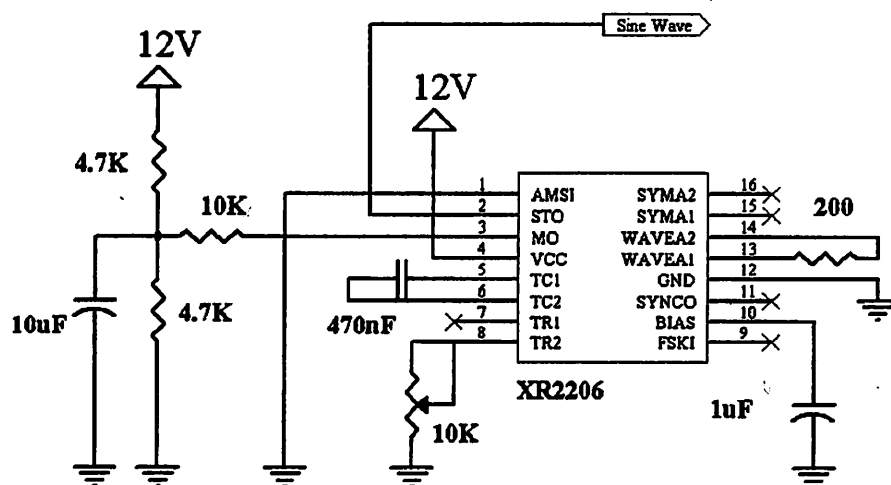 Sine Wave
12V
12V
4.7K
10K
4.7K
10uF
470nF
10K
1 AMSI SYMA2 16
2 STO SYMA1 15
3 MO WAVEA2 14
4 VCC WAVEA1 13
5 TC1 GND 12
6 TC2 SYNCO 11
7 TR1 BIAS 10
8 TR2 FSKI 9
XR2206
200
1uF